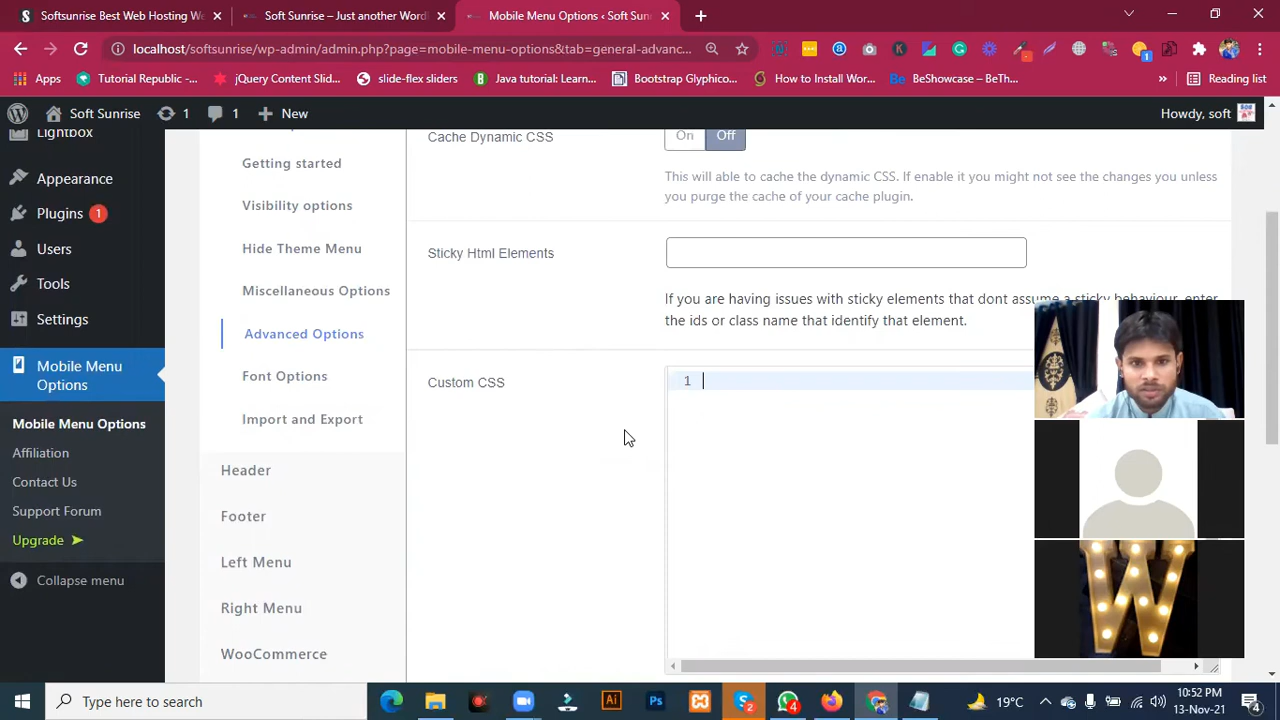 Softsunrise Best Web Hosting We
Soft Sunrise – Just another Word
Mobile Menu Options < Soft Sun
localhost/softsunrise/wp-admin/admin.php?page=mobile-menu-options&tab=general-advanc...
Apps
Tutorial Republic -...
jQuery Content Slid...
slide-flex sliders
Java tutorial: Learn...
Bootstrap Glyphico...
How to Install Wor...
BeShowcase – BeTh...
»
Reading list
Soft Sunrise
1
1
New
Howdy, soft
Lightbox
Appearance
Plugins 1
Users
Tools
Settings
Mobile Menu
Options
Mobile Menu Options
Affiliation
Contact Us
Support Forum
Upgrade ➤
Collapse menu
Getting started
Visibility options
Hide Theme Menu
Miscellaneous Options
Advanced Options
Font Options
Import and Export
Header
Footer
Left Menu
Right Menu
WooCommerce
Cache Dynamic CSS
On Off
This will able to cache the dynamic CSS. If enable it you might not see the changes you unless
you purge the cache of your cache plugin.
Sticky Html Elements
If you are having issues with sticky elements that dont assume a sticky behaviour, enter
the ids or class name that identify that element.
Custom CSS
1
W
Type here to search
19°C
10:52 PM
13-Nov-21